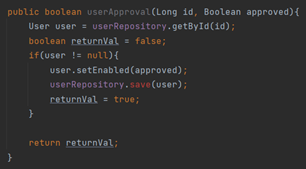 public boolean userApproval(Long id, Boolean approved){
    User user = userRepository.getById(id);
    boolean returnVal = false;
    if(user != null){
        user.setEnabled(approved);
        userRepository.save(user);
        returnVal = true;
    }

    return returnVal;
}